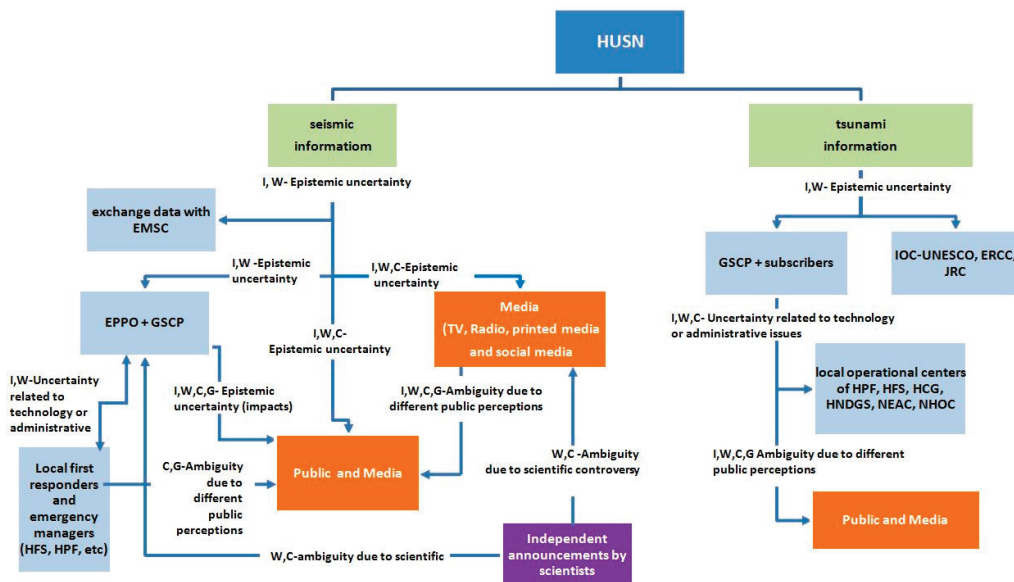 HUSN
seismic
informatiom
tsunami
information
I, W- Epistemic uncertainty
I,W- Epistemic uncertainty
exchange data with
EMSC
GSCP + subscribers
IOC-UNESCO, ERCC,
JRC
I,W -Epistemic
uncertainty
I,W,C-Epistemic
uncertainty
EPPO + GSCP
Media
(TV, Radio, printed media
and social media
I,W,C-
Epistemic uncertainty
I,W,C- Uncertainty related to technology
or administrative issues
I,W-Uncertainty
related to
technology or
administrative
I,W,C,G- Epistemic
uncertainty (impacts)
I,W,C,G-Ambiguity due to
different public perceptions
local operational centers
of HPF, HFS, HCG,
HNDGS, NEAC, NHOC
Local first
responders
and
emergency
managers
(HFS, HPF, etc)
C,G-Ambiguity
due to
different
public
perceptions
Public and Media
W,C -Ambiguity
due to scientific controversy
I,W,C,G Ambiguity due to different
public perceptions
Public and Media
W,C-ambiguity due to scientific
Independent
announcements by
scientists